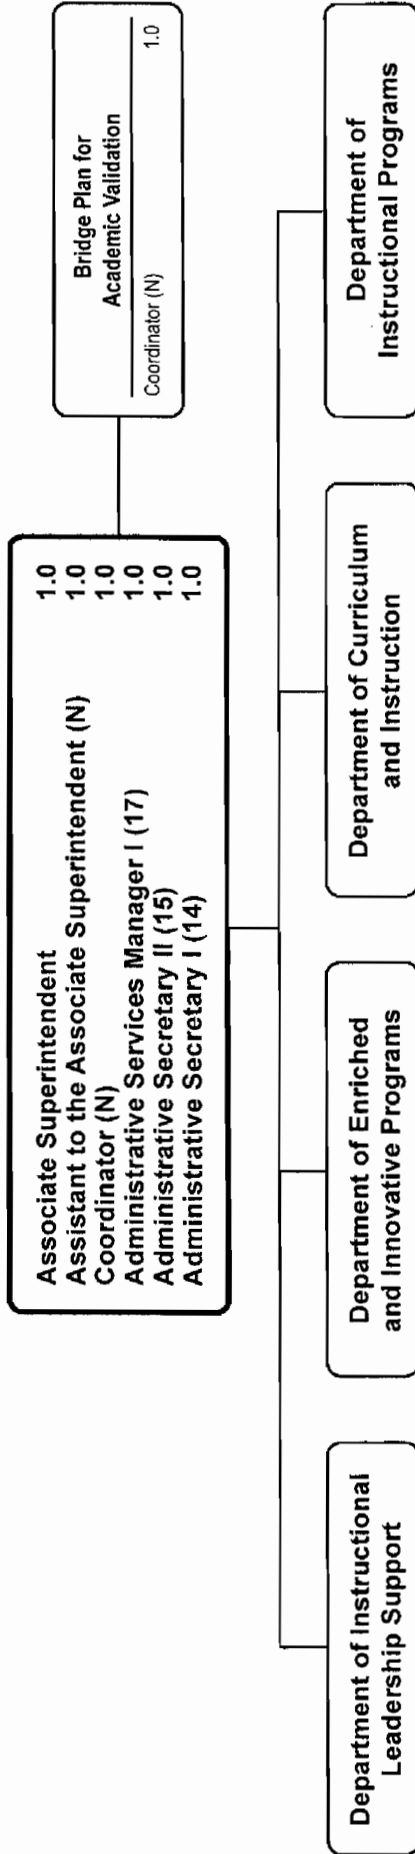 Associate Superintendent 1.0
Assistant to the Associate Superintendent (N) 1.0
Coordinator (N) 1.0
Administrative Services Manager I (17) 1.0
Administrative Secretary II (15) 1.0
Administrative Secretary I (14) 1.0
Bridge Plan for
Academic Validation
Coordinator (N) 1.0
Department of Instructional
Leadership Support
Department of Enriched
and Innovative Programs
Department of Curriculum
and Instruction
Department of
Instructional Programs